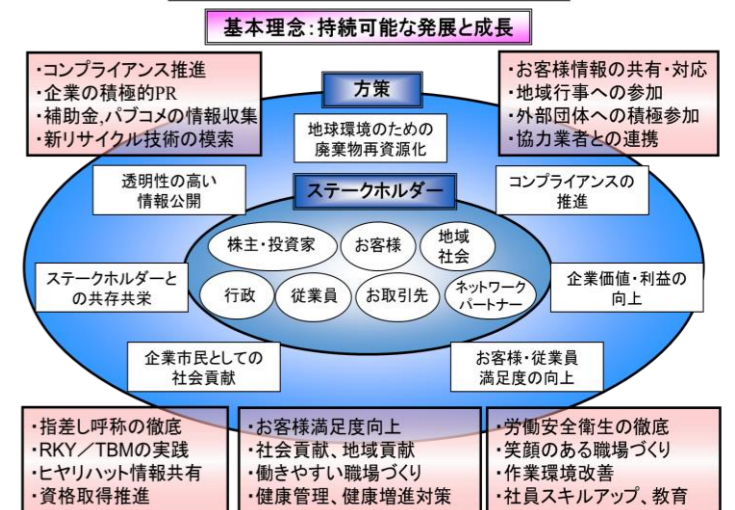 基本理念:持続可能な発展と成長
・コンプライアンス推進
・企業の積極的PR
・補助金,パブコメの情報収集
・新リサイクル技術の模索
・お客様情報の共有・対応
・地域行事への参加
・外部団体への積極参加
・協力業者との連携
方策
地球環境のための
廃棄物再資源化
透明性の高い
情報公開
ステークホルダー
コンプライアンスの
推進
株主・投資家
お客様
地域
社会
ステークホルダーと
の共存共栄
行政
従業員
お取引先
ネットワーク
パートナー
企業価値・利益の
向上
企業市民としての
社会貢献
お客様・従業員
満足度の向上
・指差し呼称の徹底
・RKY/TBMの実践
・ヒヤリハット情報共有
・資格取得推進
・お客様満足度向上
・社会貢献、地域貢献
・働きやすい職場づくり
・健康管理、健康増進対策
・労働安全衛生の徹底
・笑顔のある職場づくり
・作業環境改善
・社員スキルアップ、教育